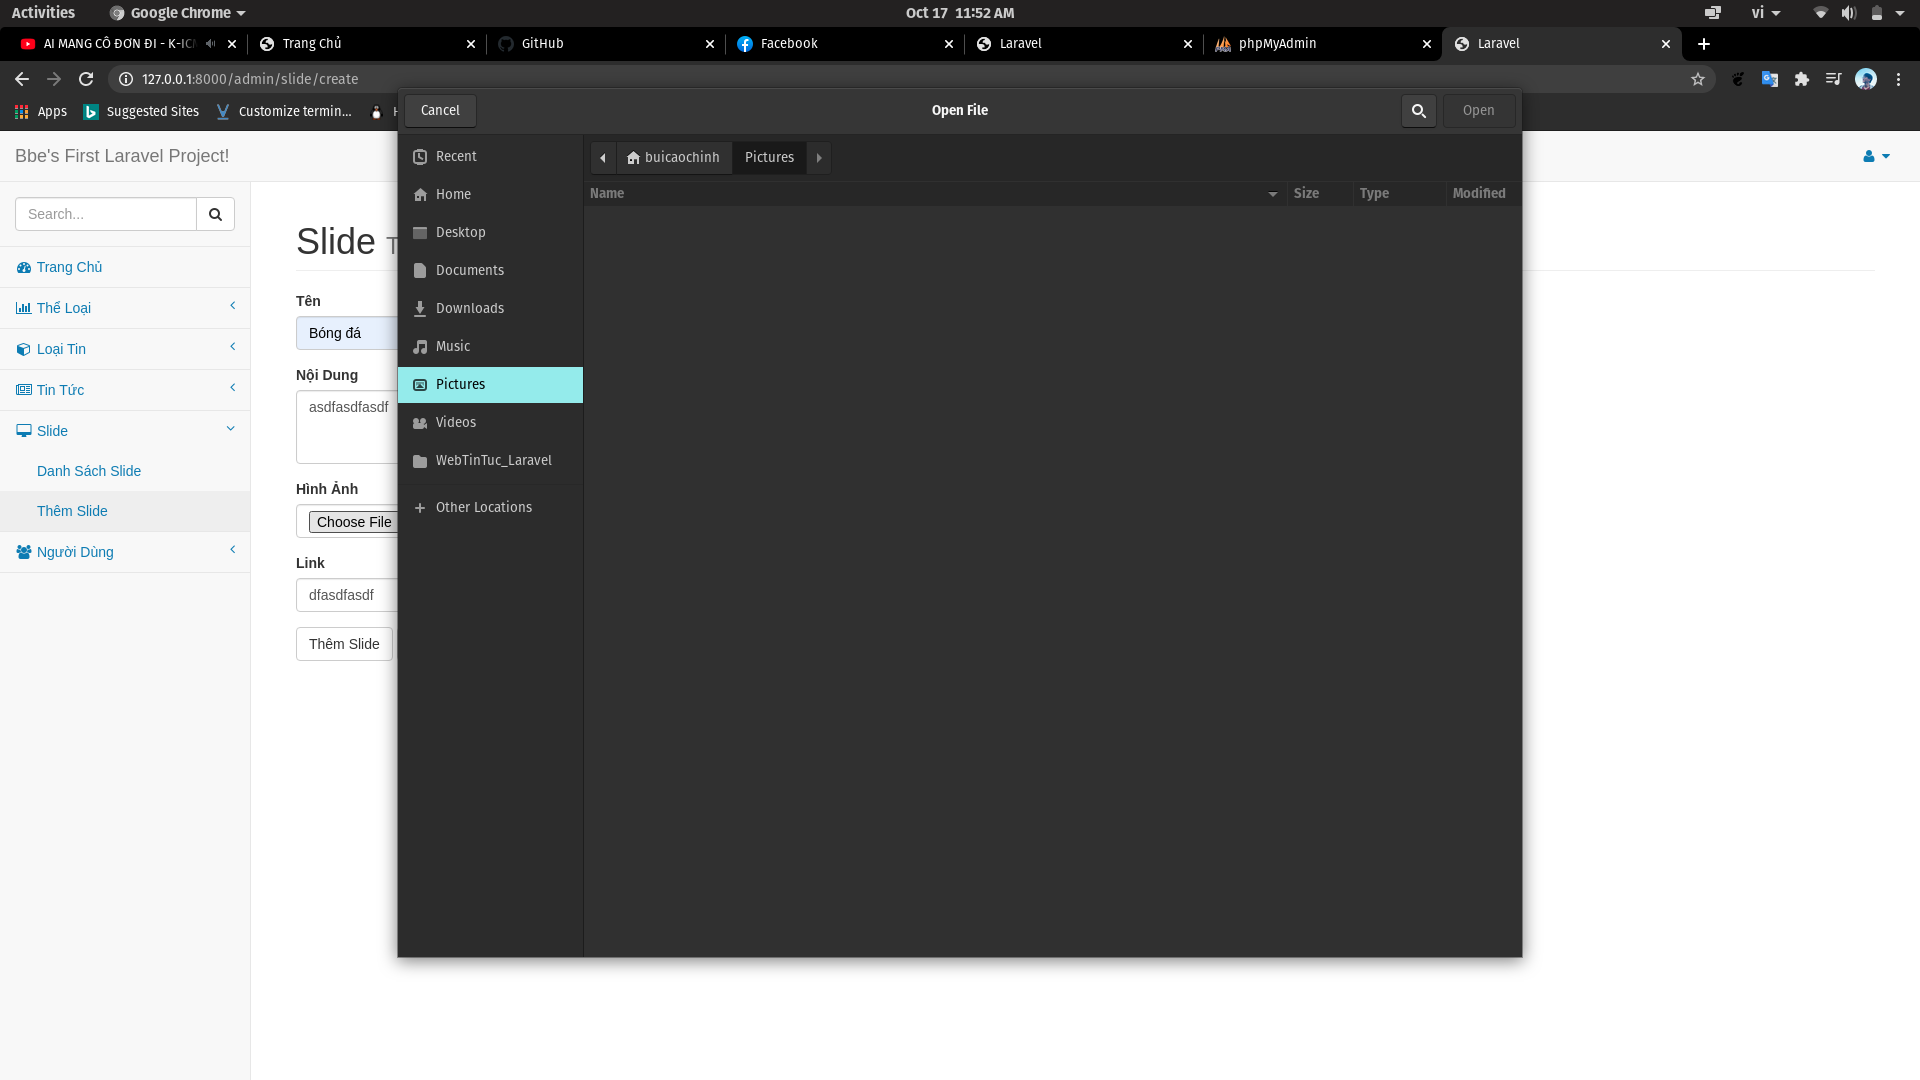 Activities
Google Chrome
Oct 17 11:52 AM
vi
AI MANG CÔ ĐƠN ĐI - K-ICM
Trang Chủ
GitHub
Facebook
Laravel
phpMyAdmin
Laravel
127.0.0.1:8000/admin/slide/create
Apps
Suggested Sites
Customize termin...
H
Cancel
Open File
Open
Bbe's First Laravel Project!
Search...
Trang Chủ
Thể Loại
Loại Tin
Tin Tức
Slide
Danh Sách Slide
Thêm Slide
Người Dùng
Slide T
Tên
Bóng đá
Nội Dung
asdfasdfasdf
Hình Ảnh
Choose File
Link
dfasdfasdf
Thêm Slide
Recent
Home
Desktop
Documents
Downloads
Music
Pictures
Videos
WebTinTuc_Laravel
Other Locations
buicaochinh
Pictures
Name
Size
Type
Modified